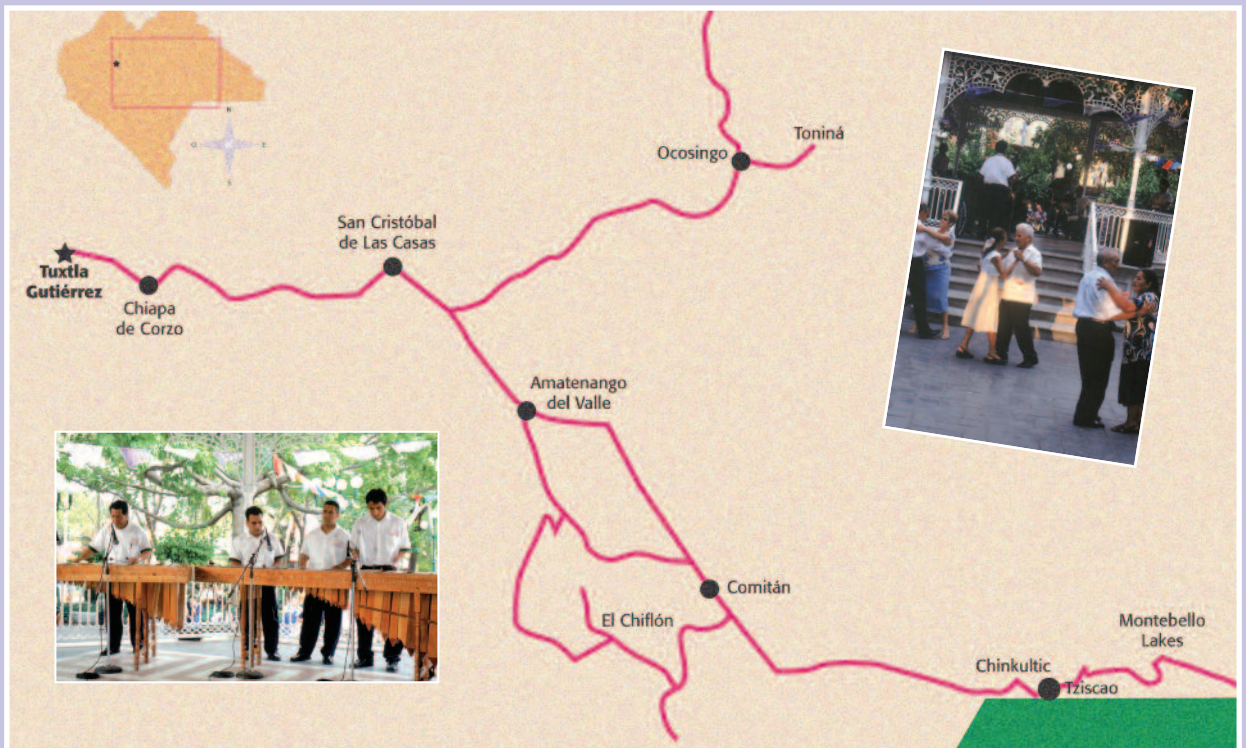 N
O
E
S
Toniná
Ocosingo
San Cristóbal
de Las Casas
Tuxtla
Gutiérrez
Chiapa
de Corzo
Amatenango
del Valle
Comitán
El Chiflón
Montebello
Lakes
Chinkultic
Tziscao